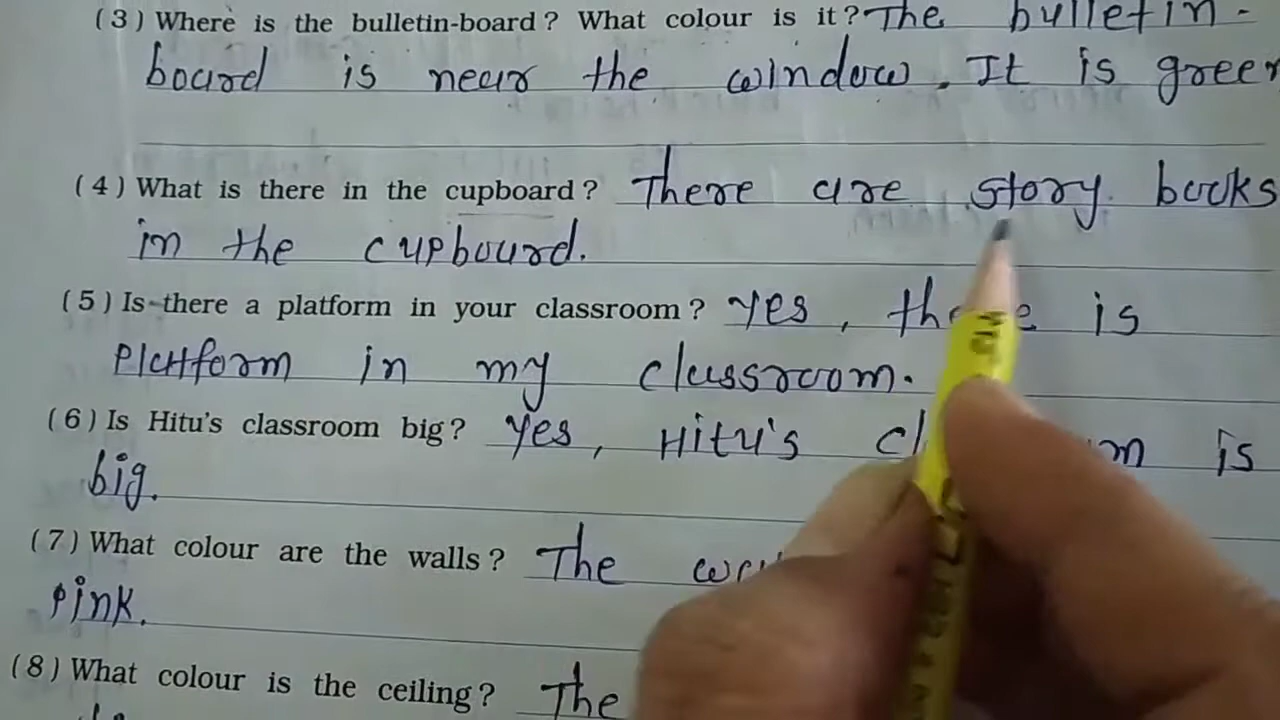 (3) Where is the bulletin-board? What colour is it? The bulletin-
board is near the window. It is green
(4) What is there in the cupboard? There are story books
in the cupboard.
(5) Is there a platform in your classroom? Yes, there is
Platform in my classroom.
(6) Is Hitu's classroom big? Yes, Hitu's is
big.
(7) What colour are the walls? The
pink.
(8) What colour is the ceiling? The